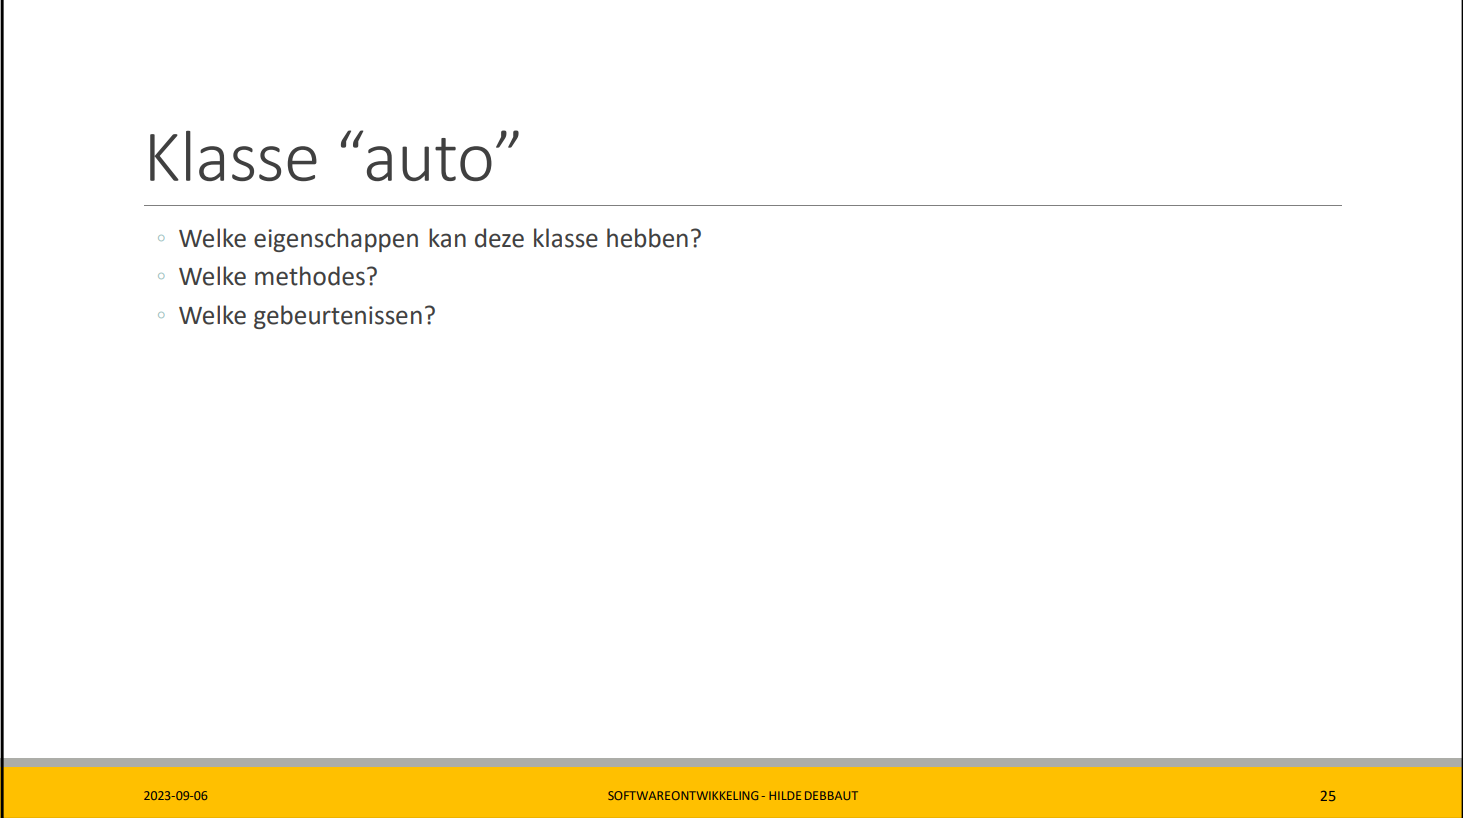 Klasse “auto”
Welke eigenschappen kan deze klasse hebben?
Welke methodes?
Welke gebeurtenissen?
2023-09-06
SOFTWAREONTWIKKELING - HILDE DEBBAUT
25